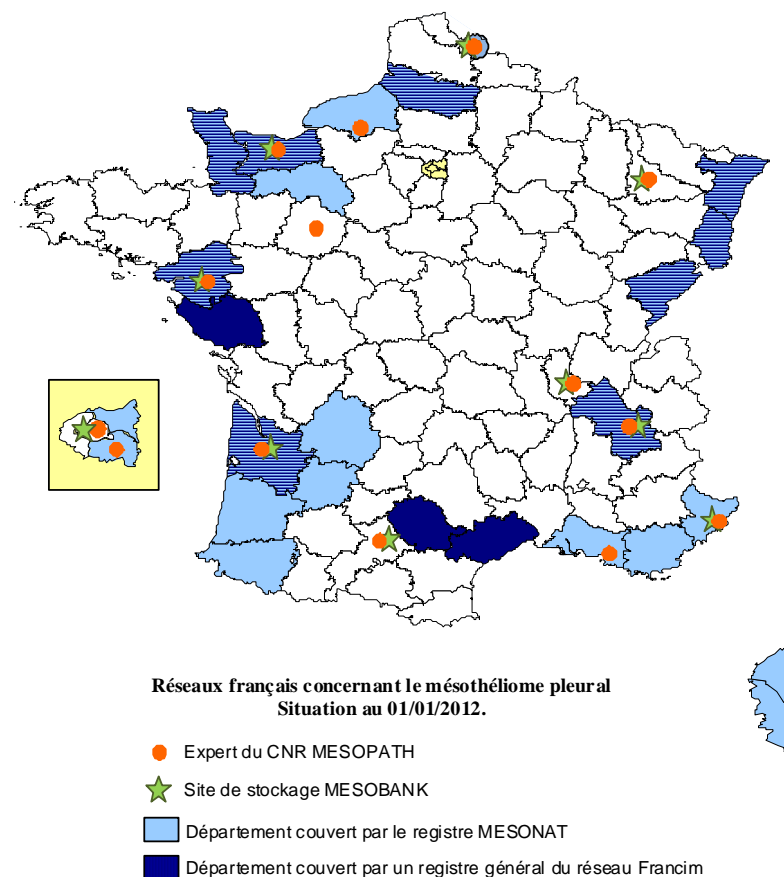 Réseaux français concernant le mésothéliome pleural
Situation au 01/01/2012.
Expert du CNR MESOPATH
Site de stockage MESOBANK
Département couvert par le registre MESONAT
Département couvert par un registre général du réseau Francim